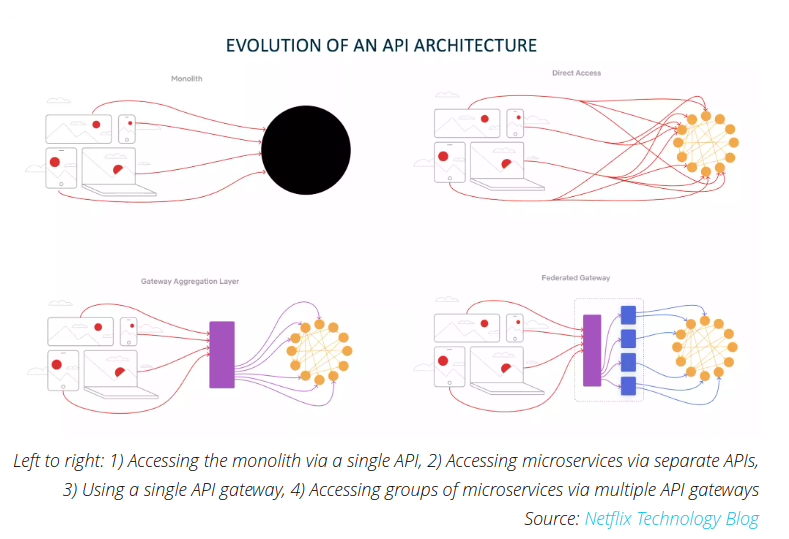 EVOLUTION OF AN API ARCHITECTURE
Monolith
Direct Access
Gateway Aggregation Layer
Federated Gateway
Left to right: 1) Accessing the monolith via a single API, 2) Accessing microservices via separate APIs,
3) Using a single API gateway, 4) Accessing groups of microservices via multiple API gateways
Source: Netflix Technology Blog